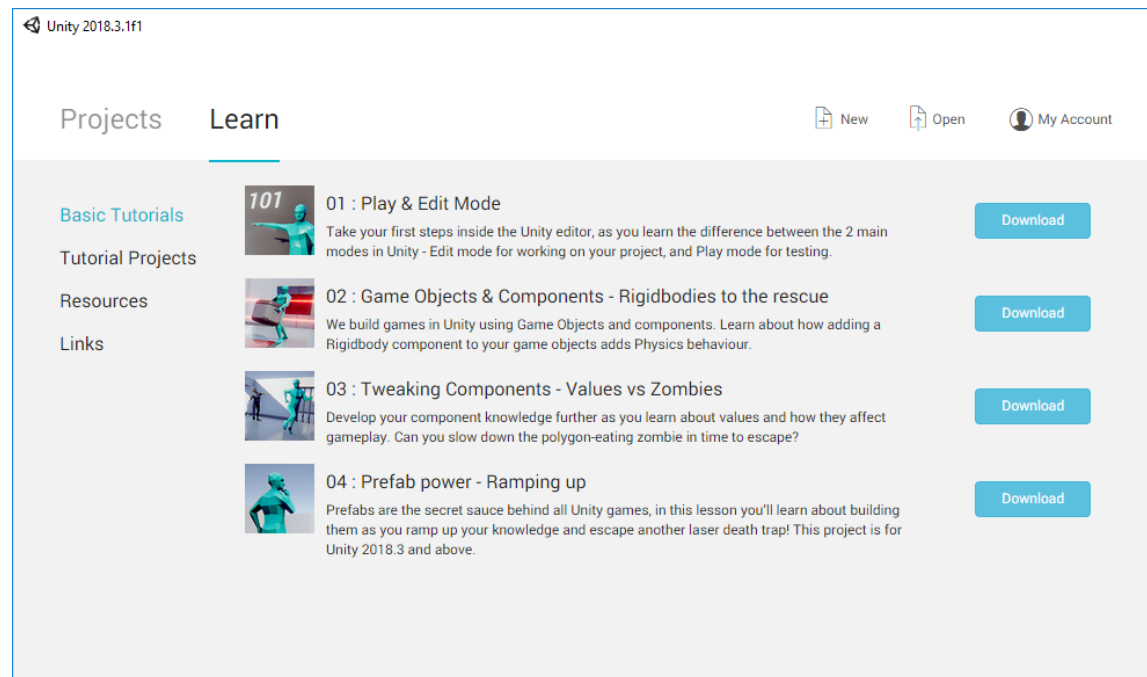 Unity 2018.3.1f1
Projects
Learn
New
Open
My Account
Basic Tutorials
Tutorial Projects
Resources
Links
101
01 : Play & Edit Mode
Take your first steps inside the Unity editor, as you learn the difference between the 2 main
modes in Unity - Edit mode for working on your project, and Play mode for testing.
Download
02 : Game Objects & Components - Rigidbodies to the rescue
We build games in Unity using Game Objects and components. Learn about how adding a
Rigidbody component to your game objects adds Physics behaviour.
Download
03 : Tweaking Components - Values vs Zombies
Develop your component knowledge further as you learn about values and how they affect
gameplay. Can you slow down the polygon-eating zombie in time to escape?
Download
04 : Prefab power - Ramping up
Prefabs are the secret sauce behind all Unity games, in this lesson you'll learn about building
them as you ramp up your knowledge and escape another laser death trap! This project is for
Unity 2018.3 and above.
Download